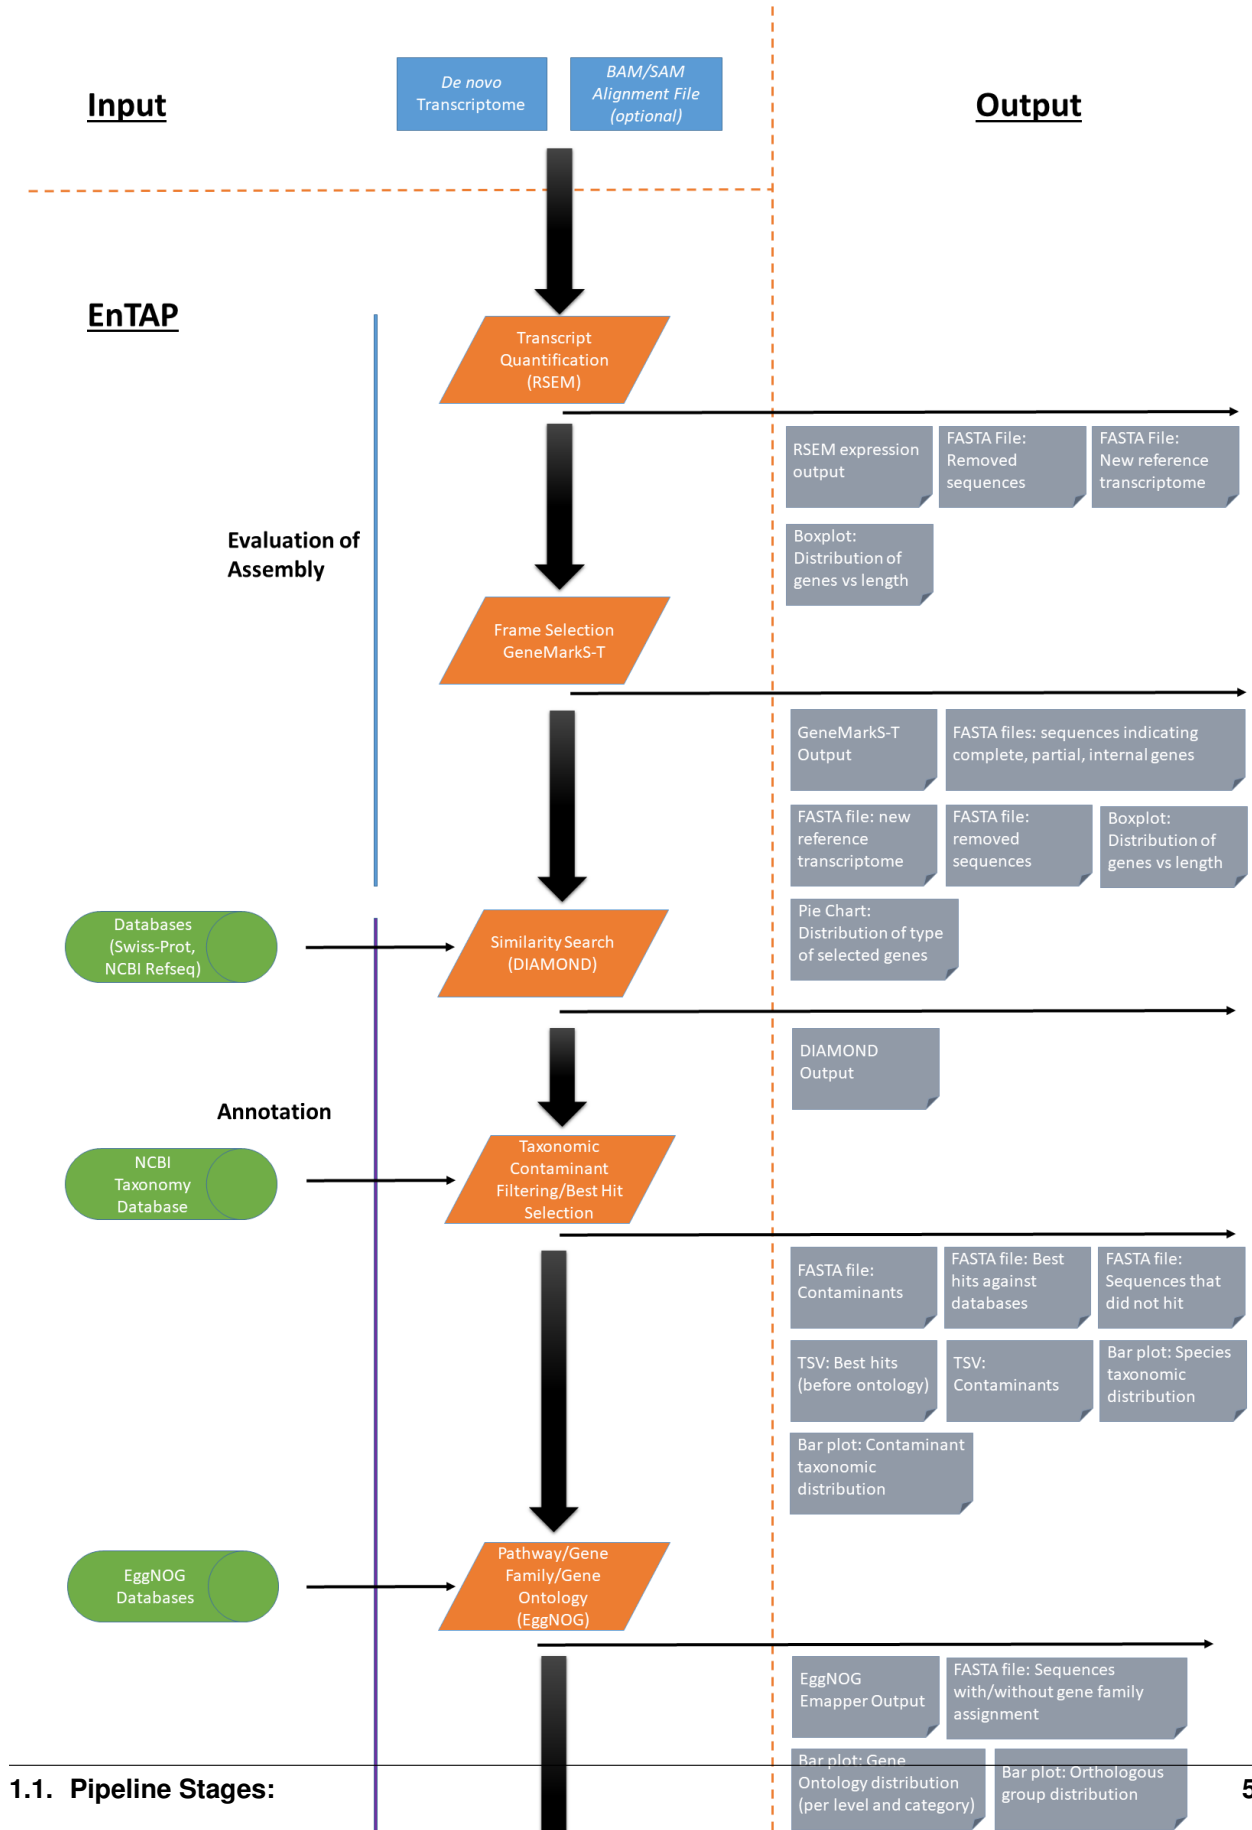 Input
De novo
Transcriptome
BAM/SAM
Alignment File
(optional)
Output
EnTAP
Transcript
Quantification
(RSEM)
RSEM expression
output
FASTA File:
Removed
sequences
FASTA File:
New reference
transcriptome
Boxplot:
Distribution of
genes vs length
Evaluation of
Assembly
Frame Selection
GeneMarkS-T
GeneMarkS-T
Output
FASTA files: sequences indicating
complete, partial, internal genes
FASTA file: new
reference
transcriptome
FASTA file:
removed
sequences
Boxplot:
Distribution of
genes vs length
Pie Chart:
Distribution of type
of selected genes
Databases
(Swiss-Prot,
NCBI Refseq)
Similarity Search
(DIAMOND)
DIAMOND
Output
Annotation
NCBI
Taxonomy
Database
Taxonomic
Contaminant
Filtering/Best Hit
Selection
FASTA file:
Contaminants
FASTA file: Best
hits against
databases
FASTA file:
Sequences that
did not hit
TSV: Best hits
(before ontology)
TSV:
Contaminants
Bar plot: Species
taxonomic
distribution
Bar plot: Contaminant
taxonomic
distribution
EggNOG
Databases
Pathway/Gene
Family/Gene
Ontology
(EggNOG)
EggNOG
Emapper Output
FASTA file: Sequences
with/without gene family
assignment
Bar plot: Gene
Ontology distribution
(per level and category)
Bar plot: Orthologous
group distribution
1.1. Pipeline Stages:
5